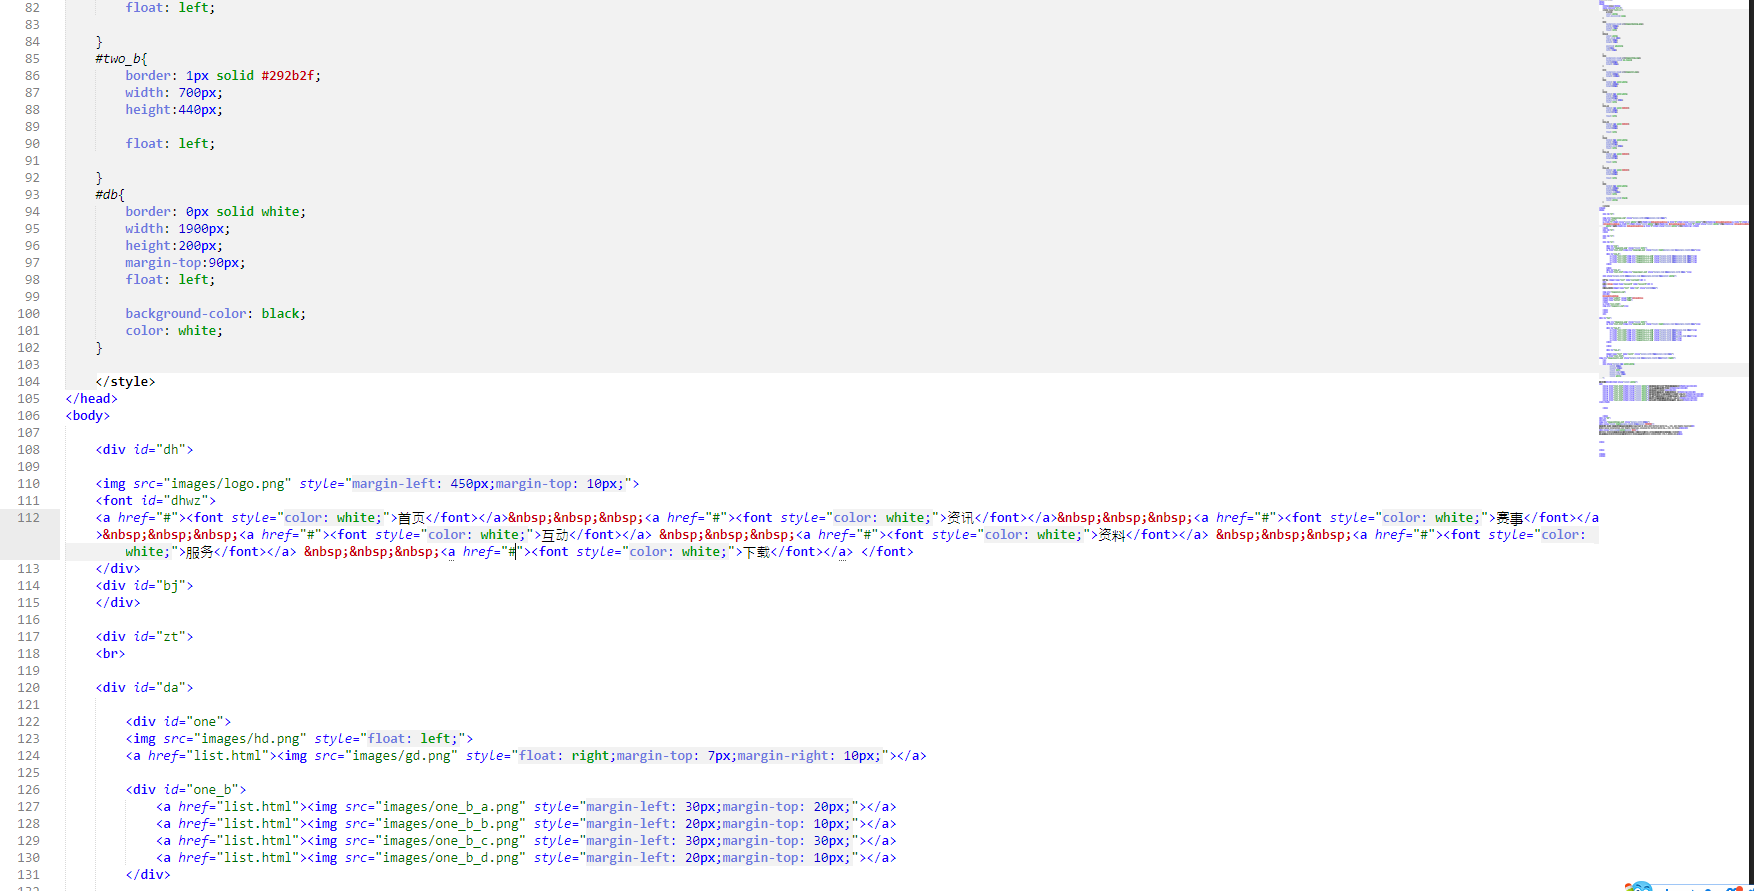 82 float: left;
83
84 }
85 #two_b{
86 border: 1px solid #292b2f;
87 width: 700px;
88 height:440px;
89
90 float: left;
91
92 }
93 #db{
94 border: 0px solid white;
95 width: 1900px;
96 height:200px;
97 margin-top:90px;
98 float: left;
99
100 background-color: black;
101 color: white;
102 }
103
104 </style>
105 </head>
106 <body>
107
108 <div id="dh">
109
110 <img src="images/logo.png" style="margin-left: 450px;margin-top: 10px;">
111 <font id="dhwz">
112 <a href="#"><font style="color: white;">首页</font></a>&nbsp;&nbsp;&nbsp;<a href="#"><font style="color: white;">资讯</font></a>&nbsp;&nbsp;&nbsp;<a href="#"><font style="color: white;">赛事</font></a
>&nbsp;&nbsp;&nbsp;<a href="#"><font style="color: white;">互动</font></a> &nbsp;&nbsp;&nbsp;<a href="#"><font style="color: white;">资料</font></a> &nbsp;&nbsp;&nbsp;<a href="#"><font style="color:
white;">服务</font></a> &nbsp;&nbsp;&nbsp;<a href="#"><font style="color: white;">下载</font></a> </font>
113 </div>
114 <div id="bj">
115 </div>
116
117 <div id="zt">
118 <br>
119
120 <div id="da">
121
122 <div id="one">
123 <img src="images/hd.png" style="float: left;">
124 <a href="list.html"><img src="images/gd.png" style="float: right;margin-top: 7px;margin-right: 10px;"></a>
125
126 <div id="one_b">
127 <a href="list.html"><img src="images/one_b_a.png" style="margin-left: 30px;margin-top: 20px;"></a>
128 <a href="list.html"><img src="images/one_b_b.png" style="margin-left: 20px;margin-top: 10px;"></a>
129 <a href="list.html"><img src="images/one_b_c.png" style="margin-left: 30px;margin-top: 30px;"></a>
130 <a href="list.html"><img src="images/one_b_d.png" style="margin-left: 20px;margin-top: 10px;"></a>
131 </div>